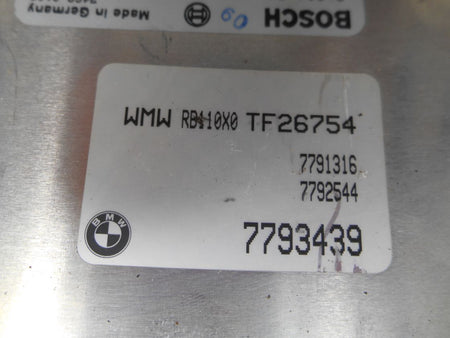 BOSCH
Made in Germany
WMW RB110X0 TF26754
7791316
7792544
BMW
7793439